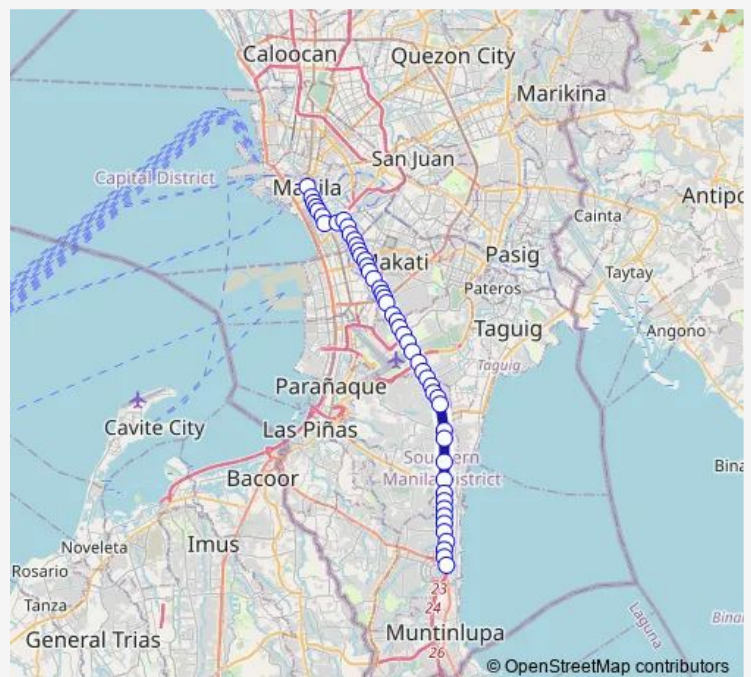 Caloocan
Quezon City
Marikina
San Juan
Capital District
Manila
Antipo
Cainta
Makati
Pasig
Taytay
Pateros
Taguig
Angono
Taguig
Parañaque
Cavite City
Las Piñas
Southern
Manila District
Bacoor
Bina
Imus
Noveleta
Rosario
Tanza
23
24
Laguna
Bina
General Trias
Muntinlupa
26
© OpenStreetMap contributors